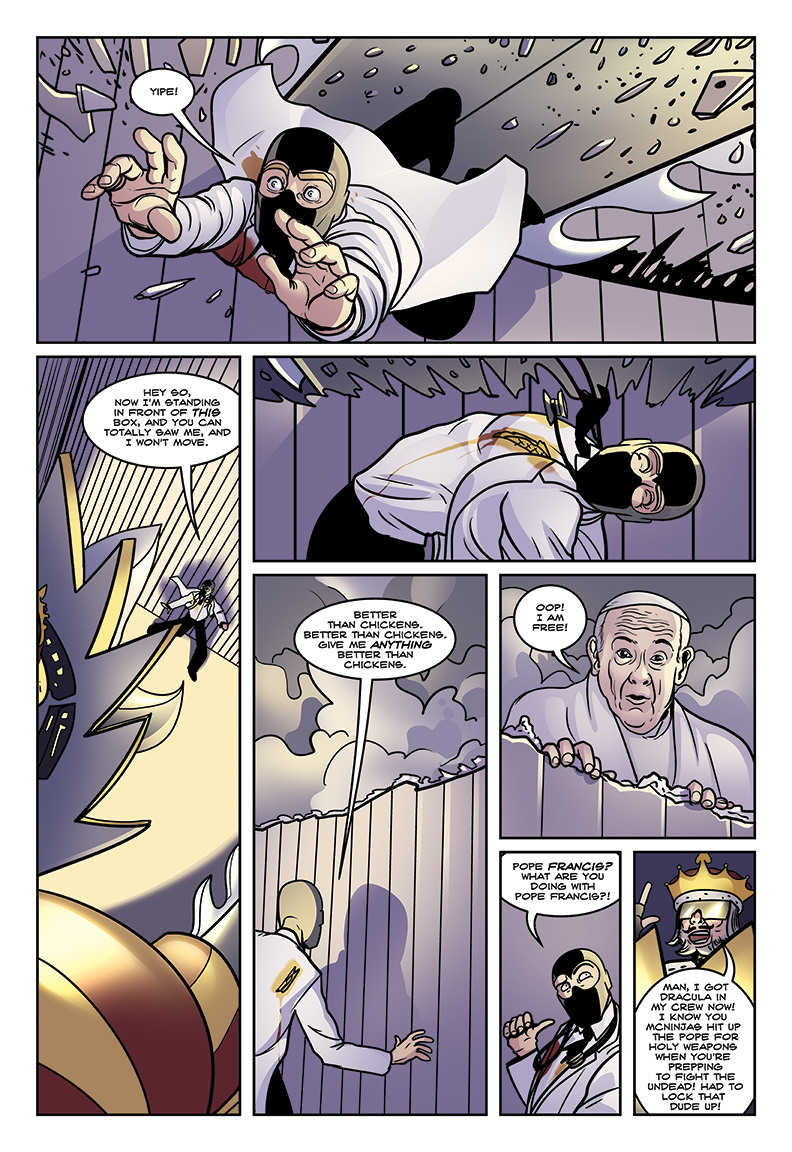 YIPE!
HEY SO,
NOW I'M STANDING
IN FRONT OF THIS
BOX, AND YOU CAN
TOTALLY SAW ME, AND
I WON'T MOVE.
BETTER
THAN CHICKENS.
BETTER THAN CHICKENS.
GIVE ME ANYTHING
BETTER THAN
CHICKENS.
OOP!
I AM
FREE!
POPE FRANCIS?
WHAT ARE YOU
DOING WITH
POPE FRANCIS?!
MAN, I GOT
DRACULA IN
MY CREW NOW!
I KNOW YOU
MCNINJAS HIT UP
THE POPE FOR
HOLY WEAPONS
WHEN YOU'RE
PREPPING
TO FIGHT THE
UNDEAD! HAD TO
LOCK THAT
DUDE UP!